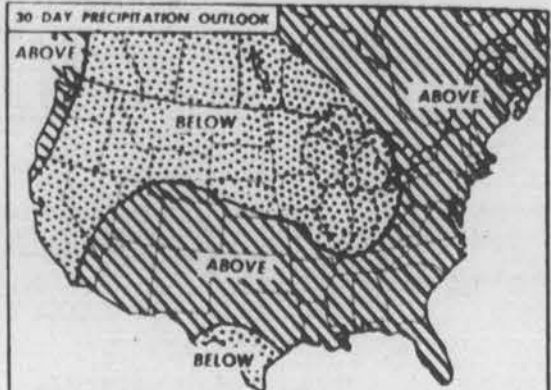 30 DAY PRECIPITATION OUTLOOK
ABOVE
ABOVE
BELOW
ABOVE
BELOW